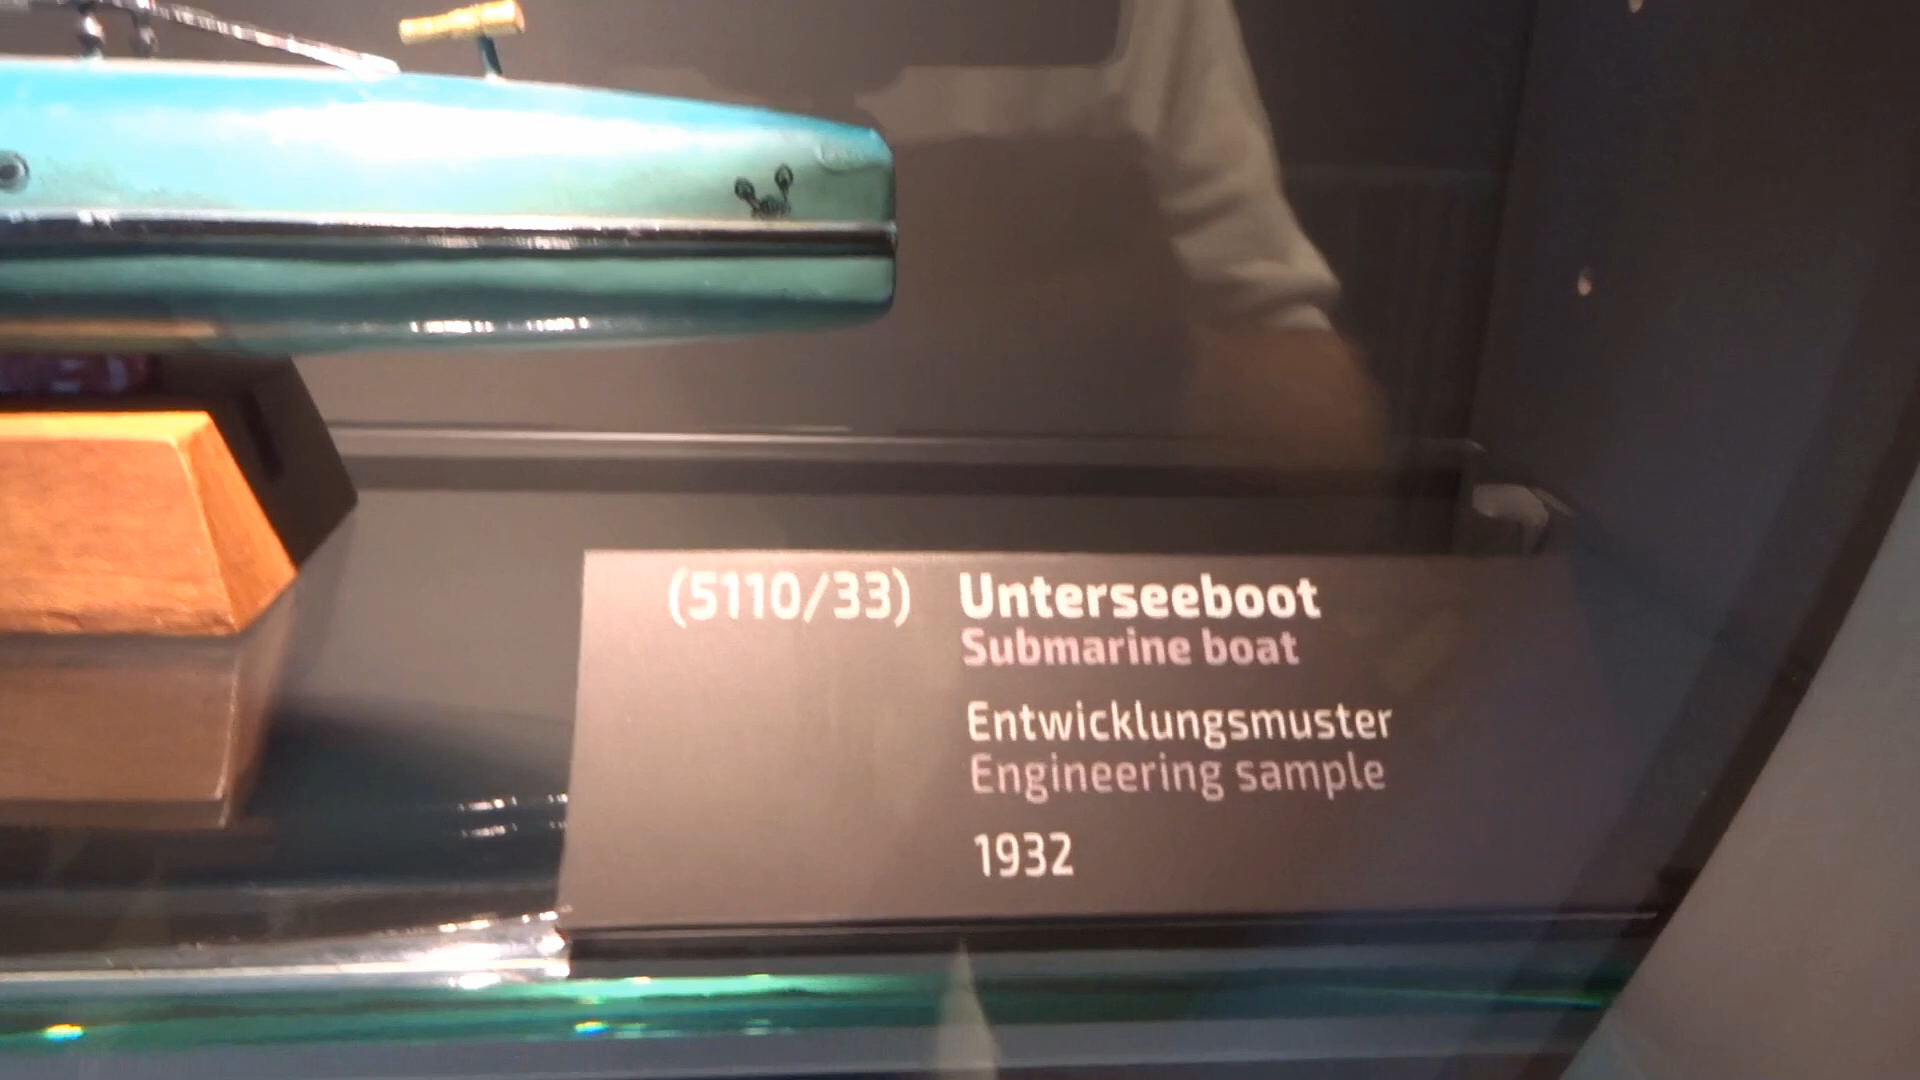 (5110/33) Unterseeboot
Submarine boat
Entwicklungsmuster
Engineering sample
1932